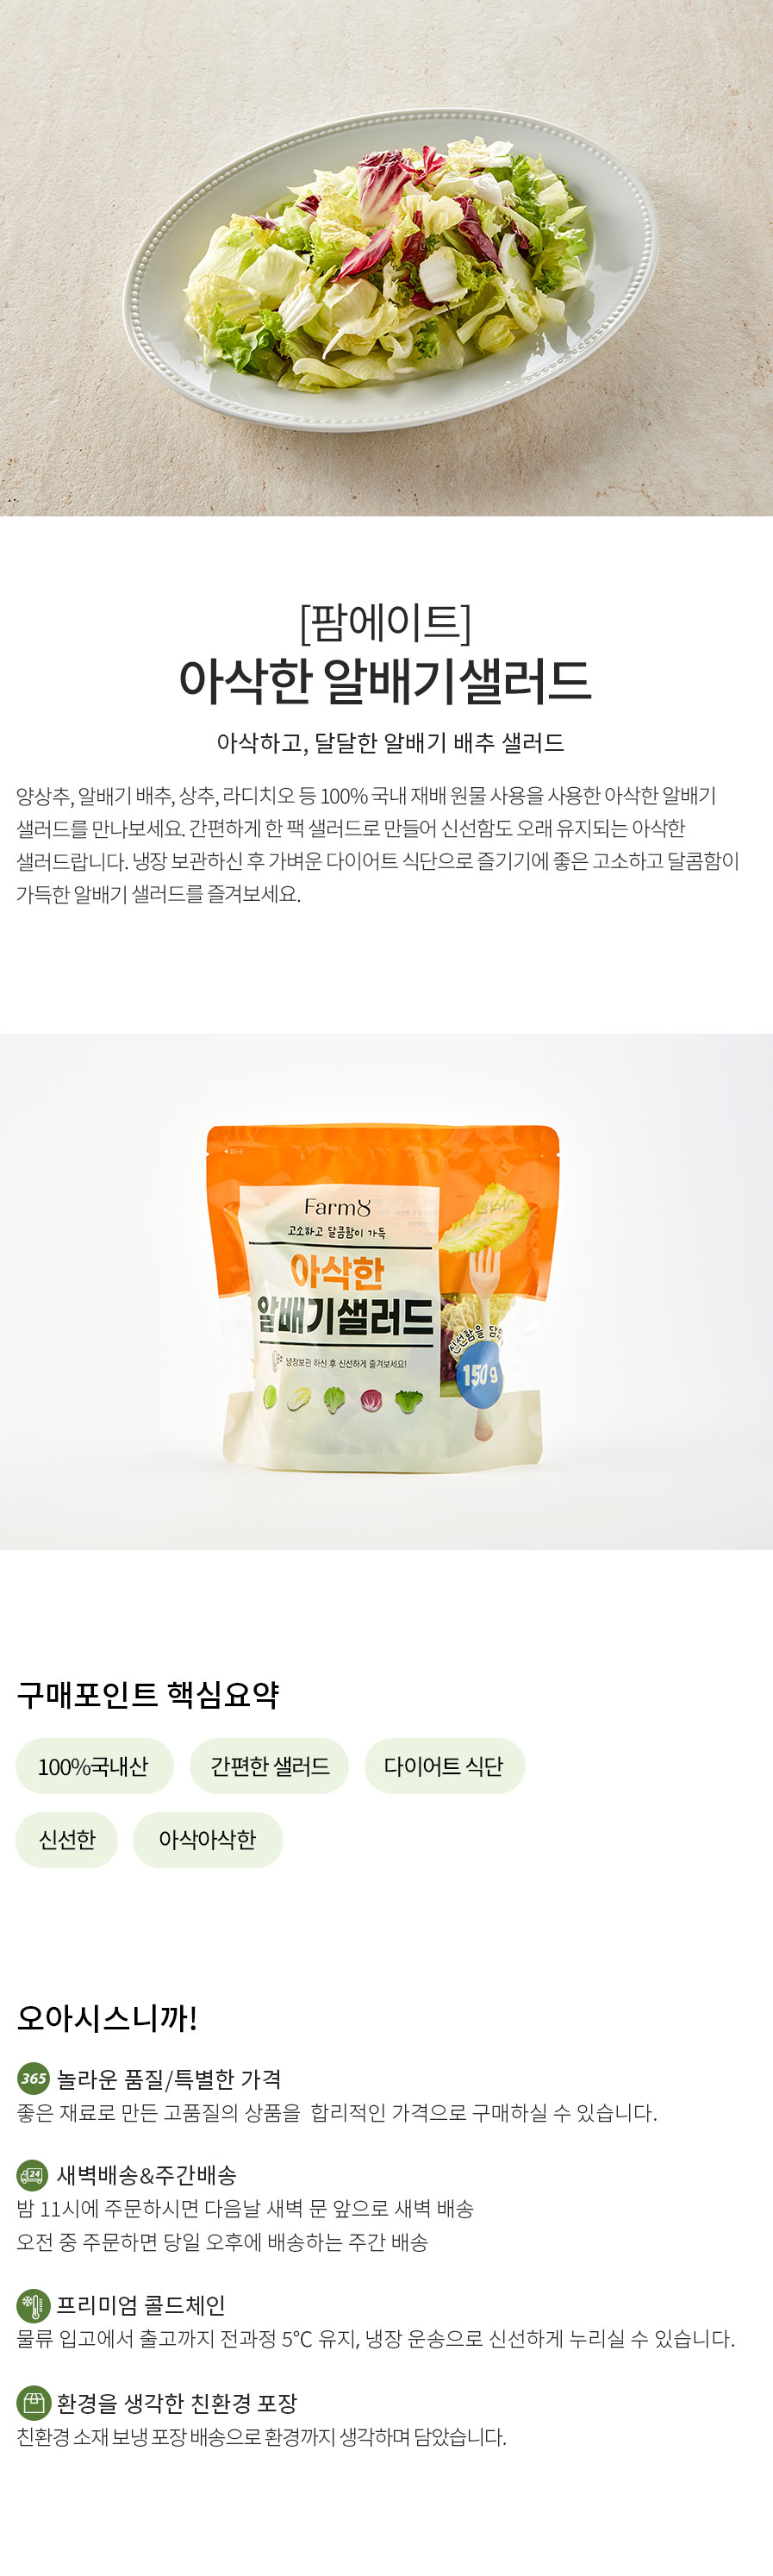 [팜에이트]
아삭한 알배기샐러드
아삭하고, 달달한 알배기 배추 샐러드
양상추, 알배기 배추, 상추, 라디치오 등 100% 국내 재배 원물 사용을 사용한 아삭한 알배기
샐러드를 만나보세요. 간편하게 한 팩 샐러드로 만들어 신선함도 오래 유지되는 아삭한
샐러드랍니다. 냉장 보관하신 후 가벼운 다이어트 식단으로 즐기기에 좋은 고소하고 달콤함이
가득한 알배기 샐러드를 즐겨보세요.
Farm8
고소하고 달콤함이 가득
아삭한
알배기샐러드
냉장보관 하신 후 신선하게 즐겨보세요!
신선함을
150g
구매포인트 핵심요약
100%국내산 간편한 샐러드 다이어트 식단
신선한 아삭아삭한
오아시스니까!
365 놀라운 품질/특별한 가격
좋은 재료로 만든 고품질의 상품을 합리적인 가격으로 구매하실 수 있습니다.
24 새벽배송&주간배송
밤 11시에 주문하시면 다음날 새벽 문 앞으로 새벽 배송
오전 중 주문하면 당일 오후에 배송하는 주간 배송
프리미엄 콜드체인
물류 입고에서 출고까지 전과정 5℃ 유지, 냉장 운송으로 신선하게 누리실 수 있습니다.
환경을 생각한 친환경 포장
친환경 소재 보냉 포장 배송으로 환경까지 생각하며 담았습니다.